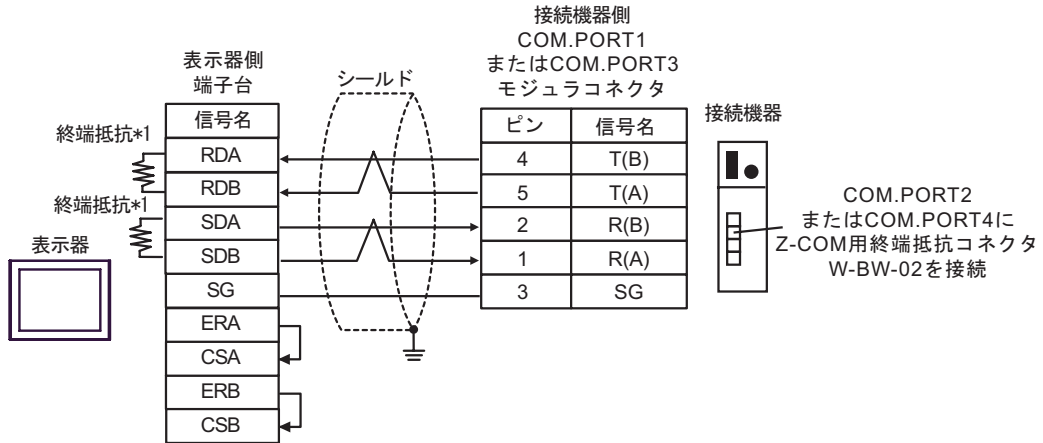 接続機器側
COM.PORT1
またはCOM.PORT3
モジュラコネクタ
表示器側
端子台
シールド
接続機器
信号名
ピン 信号名
終端抵抗*1
RDA 4 T(B)
RDB 5 T(A)
終端抵抗*1
SDA 2 R(B)
SDB 1 R(A)
SG 3 SG
ERA
CSA
ERB
CSB
表示器
COM.PORT2
またはCOM.PORT4に
Z-COM用終端抵抗コネクタ
W-BW-02を接続